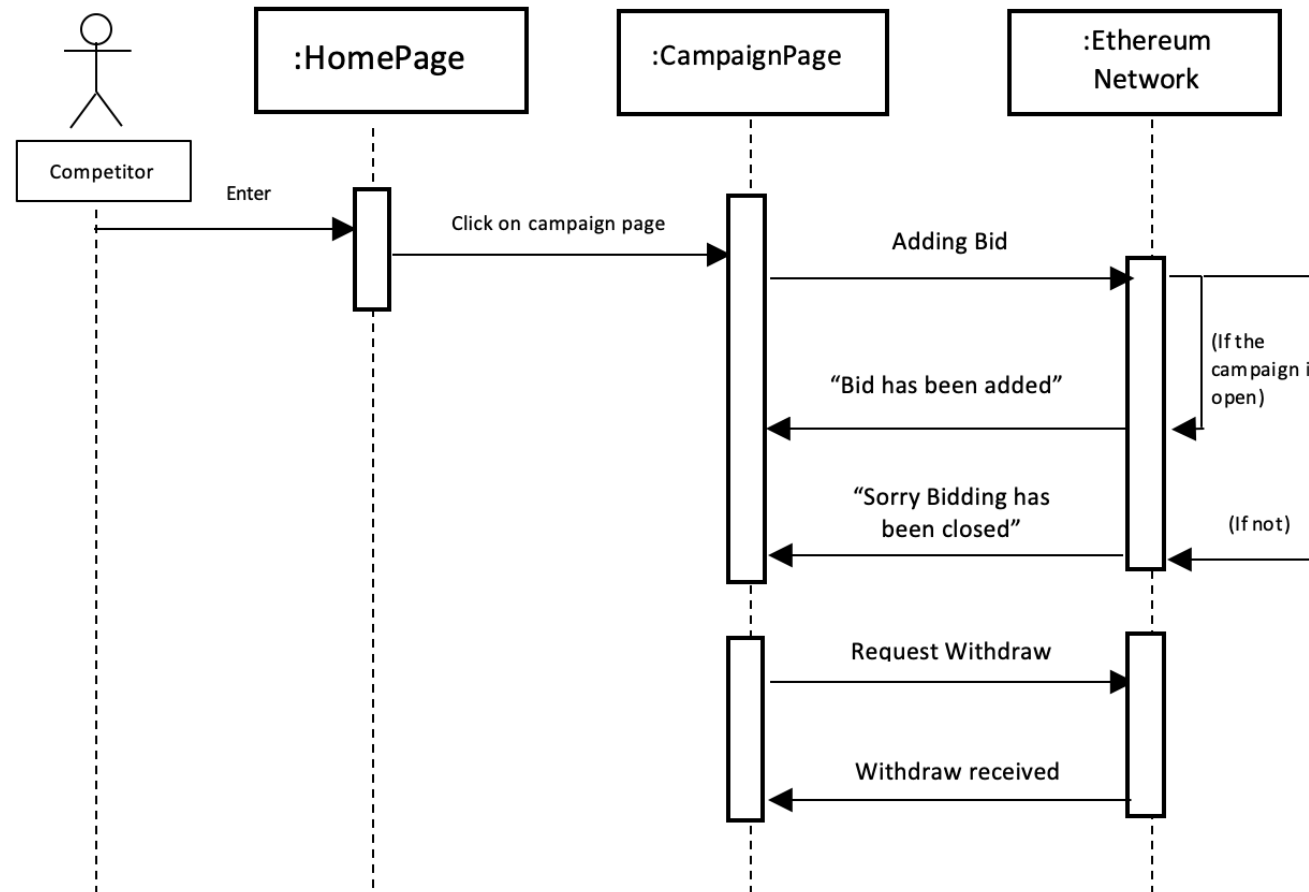 :HomePage
:CampaignPage
:Ethereum
Network
Competitor
Enter
Click on campaign page
Adding Bid
(If the
campaign i
open)
“Bid has been added”
“Sorry Bidding has
been closed”
(If not)
Request Withdraw
Withdraw received